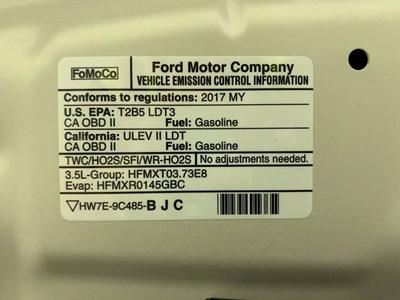 FoMoCo
Ford Motor Company
VEHICLE EMISSION CONTROL INFORMATION
Conforms to regulations: 2017 MY
U.S. EPA: T2B5 LDT3
CA OBD II Fuel: Gasoline
California: ULEV II LDT
CA OBD II Fuel: Gasoline
TWC/HO2S/SFI/WR-HO2S No adjustments needed.
3.5L-Group: HFMXT03.73E8
Evap: HFMXR0145GBC
HW7E-9C485-B J C